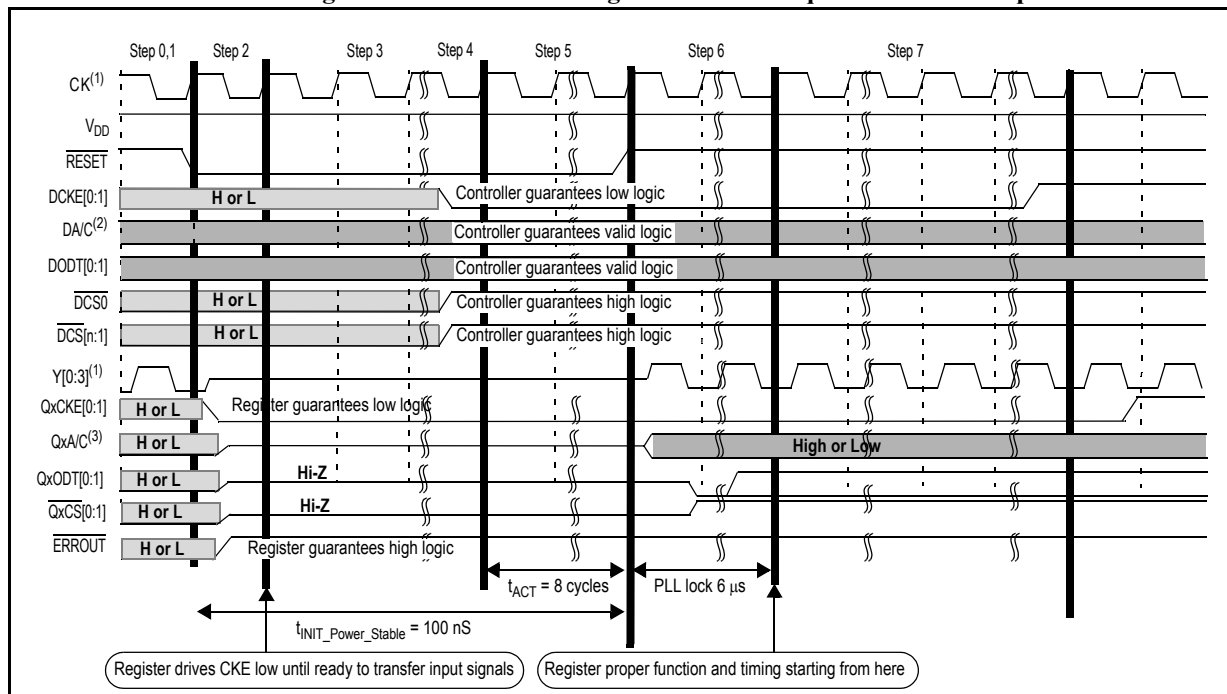 Step 0,1 Step 2 Step 3 Step 4 Step 5 Step 6 Step 7
CK(1)
VDD
RESET
DCKE[0:1] H or L Controller guarantees low logic
DA/C(2) Controller guarantees valid logic
DODT[0:1] Controller guarantees valid logic
DCS0 H or L Controller guarantees high logic
DCS[n:1] H or L Controller guarantees high logic
Y[0:3](1)
QxCKE[0:1] H or L Register guarantees low logic
QxA/C(3) H or L High or Low
QxODT[0:1] H or L Hi-Z
QxCS[0:1] H or L Hi-Z
ERROUT H or L Register guarantees high logic
tACT = 8 cycles PLL lock 6 μs
tINIT_Power_Stable = 100 nS
Register drives CKE low until ready to transfer input signals Register proper function and timing starting from here